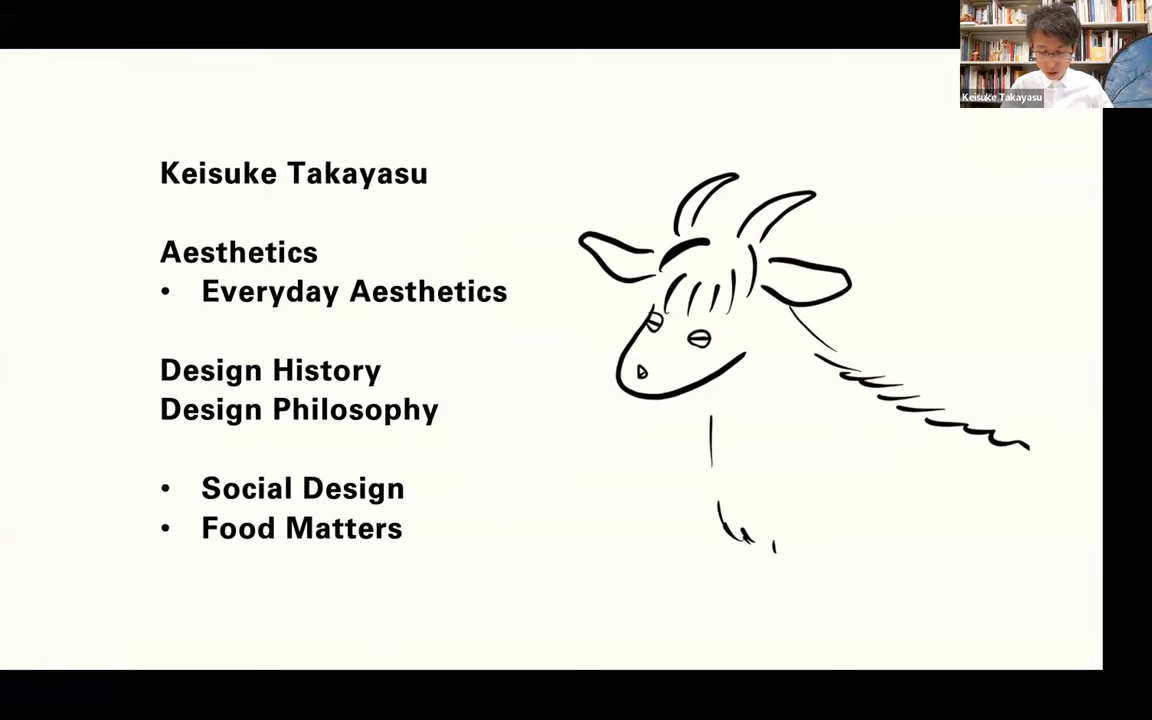 Keisuke Takayasu
Aesthetics
• Everyday Aesthetics
Design History
Design Philosophy
• Social Design
• Food Matters
Keisuke Takayasu